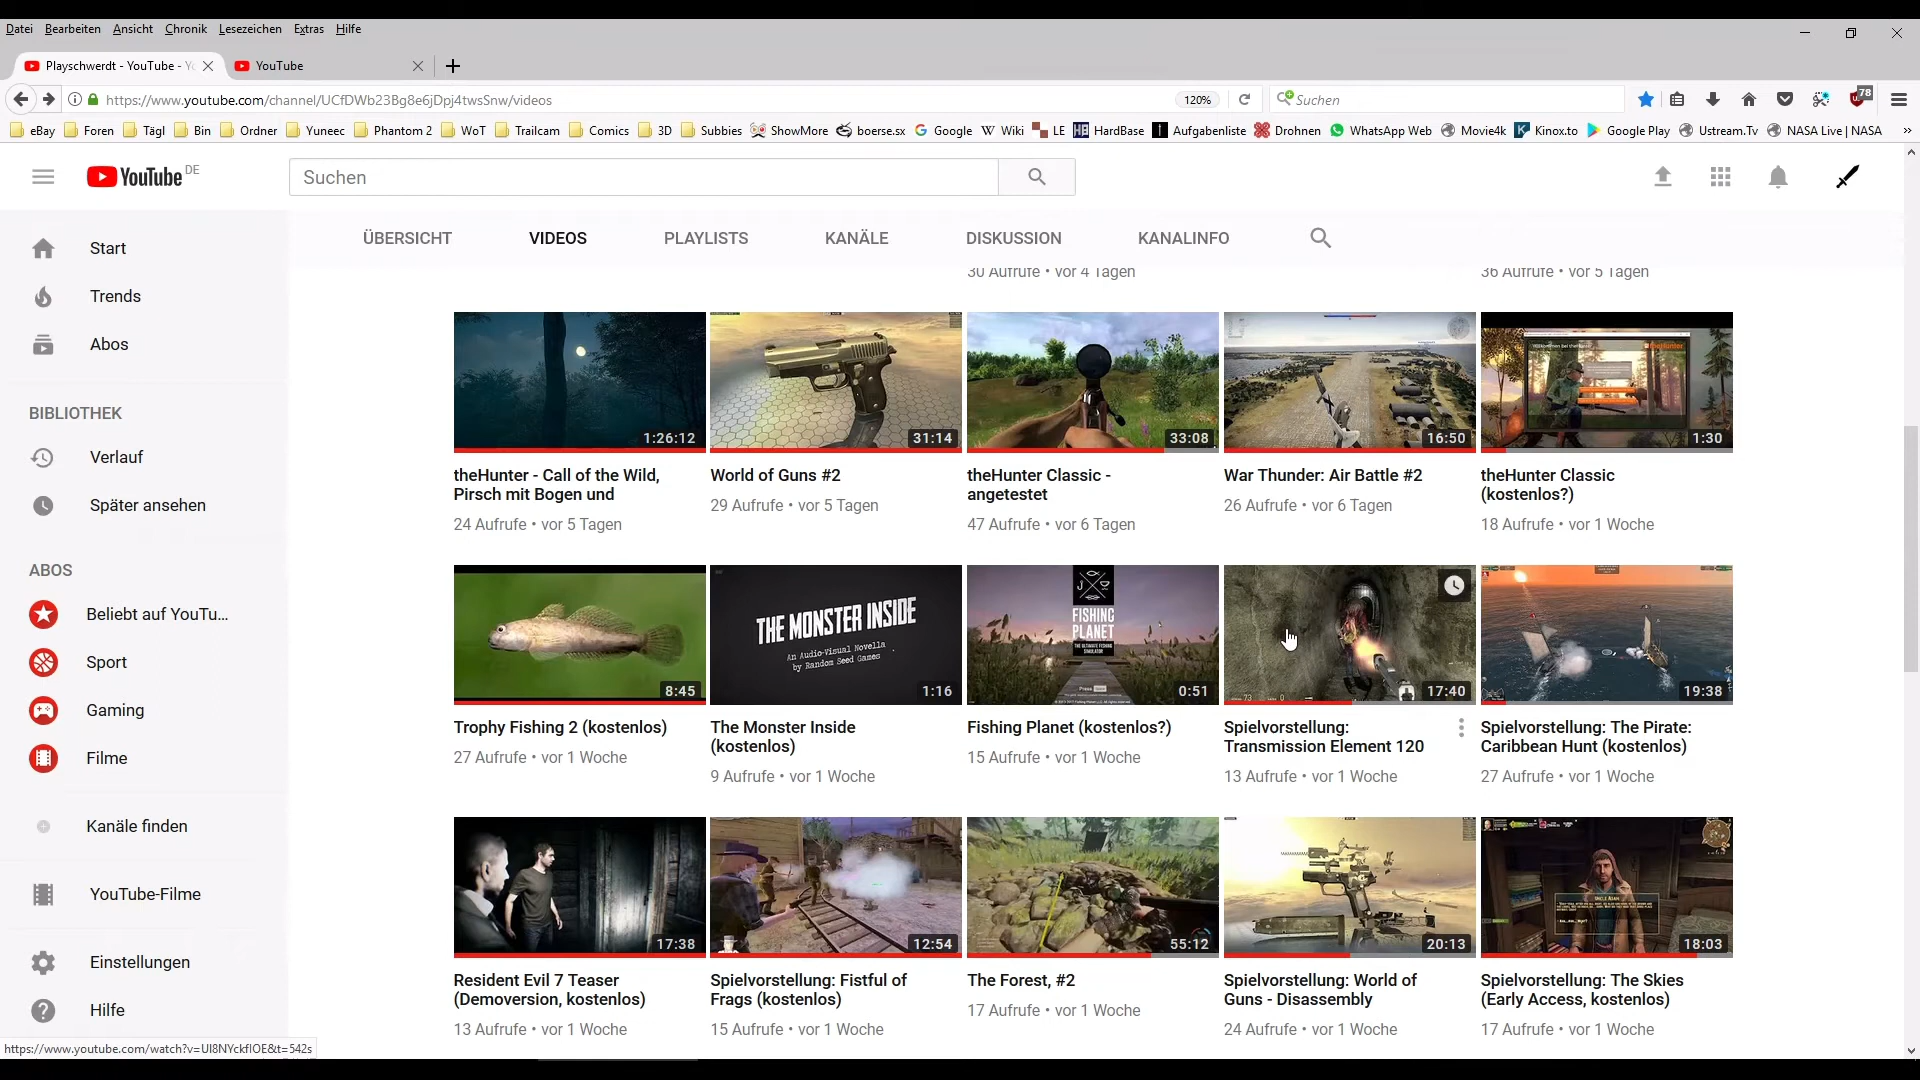 Datei Bearbeiten Ansicht Chronik Lesezeichen Extras Hilfe
Playschwerdt - YouTube - Yo
YouTube
https://www.youtube.com/channel/UCfDWb23Bg8e6jDpj4twsSnw/videos
120%
Suchen
78
eBay Foren Tägl Bin Ordner Yuneec Phantom 2 WoT Trailcam Comics 3D Subbies ShowMore boerse.sx Google Wiki LE HardBase Aufgabenliste Drohnen WhatsApp Web Movie4k Kinox.to Google Play Ustream.Tv NASA Live | NASA
YouTube DE
Suchen
ÜBERSICHT VIDEOS PLAYLISTS KANÄLE DISKUSSION KANALINFO
Start
Trends
Abos
BIBLIOTHEK
Verlauf
Später ansehen
ABOS
Beliebt auf YouTu...
Sport
Gaming
Filme
Kanäle finden
YouTube-Filme
Einstellungen
Hilfe
30 Aufrufe • vor 4 Tagen
36 Aufrufe • vor 5 Tagen
1:26:12
theHunter - Call of the Wild,
Pirsch mit Bogen und
24 Aufrufe • vor 5 Tagen
31:14
World of Guns #2
29 Aufrufe • vor 5 Tagen
33:08
theHunter Classic -
angetestet
47 Aufrufe • vor 6 Tagen
16:50
War Thunder: Air Battle #2
26 Aufrufe • vor 6 Tagen
1:30
theHunter Classic
(kostenlos?)
18 Aufrufe • vor 1 Woche
8:45
Trophy Fishing 2 (kostenlos)
27 Aufrufe • vor 1 Woche
THE MONSTER INSIDE
An Audio-Visual Novella
by Random Seed Games
1:16
The Monster Inside
(kostenlos)
9 Aufrufe • vor 1 Woche
FISHING
PLANET
THE ULTIMATE FISHING
SIMULATOR
0:51
Fishing Planet (kostenlos?)
15 Aufrufe • vor 1 Woche
17:40
Spielvorstellung:
Transmission Element 120
13 Aufrufe • vor 1 Woche
19:38
Spielvorstellung: The Pirate:
Caribbean Hunt (kostenlos)
27 Aufrufe • vor 1 Woche
17:38
Resident Evil 7 Teaser
(Demoversion, kostenlos)
13 Aufrufe • vor 1 Woche
12:54
Spielvorstellung: Fistful of
Frags (kostenlos)
15 Aufrufe • vor 1 Woche
55:12
The Forest, #2
17 Aufrufe • vor 1 Woche
20:13
Spielvorstellung: World of
Guns - Disassembly
24 Aufrufe • vor 1 Woche
18:03
Spielvorstellung: The Skies
(Early Access, kostenlos)
17 Aufrufe • vor 1 Woche
https://www.youtube.com/watch?v=UI8NYckfIOE&t=542s